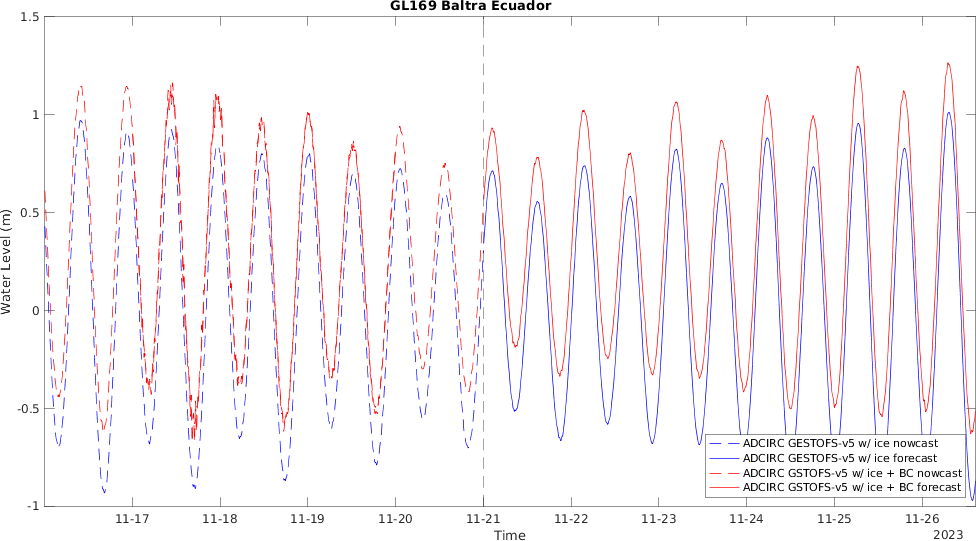 GL169 Baltra Ecuador
1.5
1
0.5
0
-0.5
-1
Water Level (m)
ADCIRC GESTOFS-v5 w/ ice nowcast
ADCIRC GESTOFS-v5 w/ ice forecast
ADCIRC GSTOFS-v5 w/ ice + BC nowcast
ADCIRC GSTOFS-v5 w/ ice + BC forecast
11-17 11-18 11-19 11-20 11-21 11-22 11-23 11-24 11-25 11-26
Time
2023